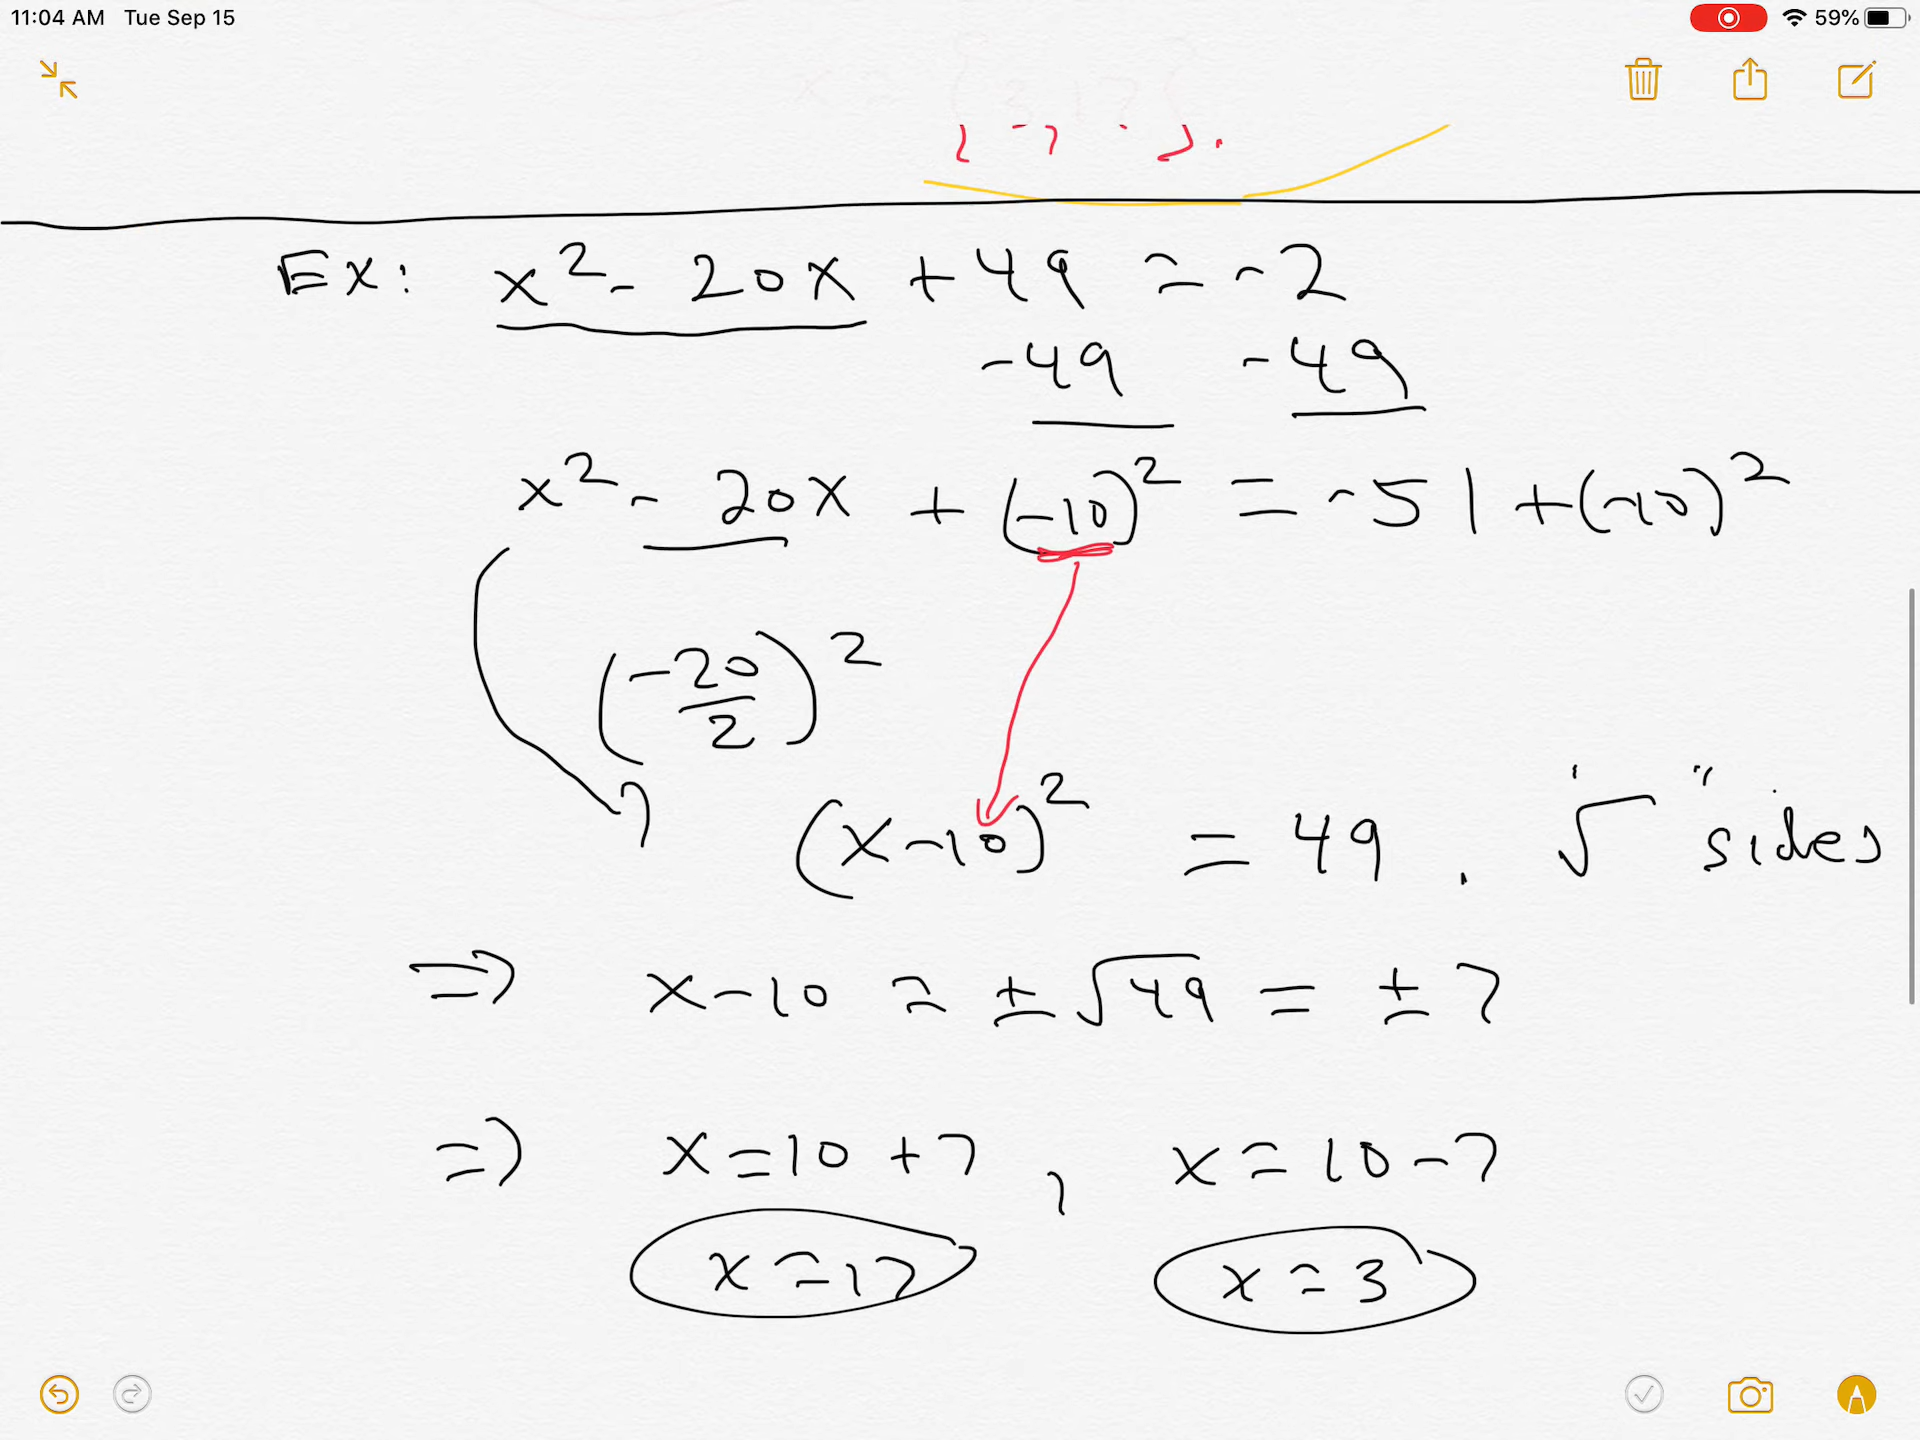 11:04 AM Tue Sep 15 59%
Ex: x² - 20x + 49 = -2
-49 -49
x² - 20x + (-10)² = -51 + (-10)²
(-20/2)²
(x-10)² = 49 . √ " sides
⇒ x-10 = ± √49 = ± 7
⇒ x=10+7 , x=10-7
x=17 x=3